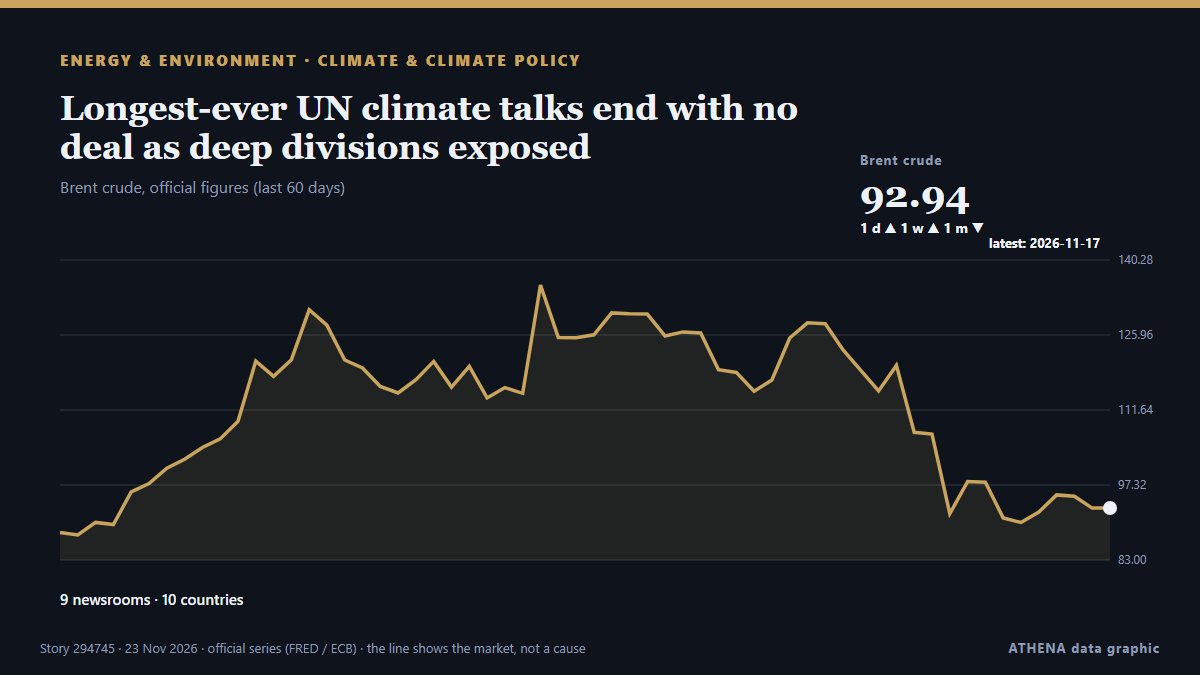 ENERGY & ENVIRONMENT · CLIMATE & CLIMATE POLICY
Longest-ever UN climate talks end with no
deal as deep divisions exposed
Brent crude, official figures (last 60 days)
Brent crude
92.94
1 d ▲ 1 w ▲ 1 m ▼
latest: 2026-11-17
140.28
125.96
111.64
97.32
83.00
9 newsrooms · 10 countries
Story 294745 · 23 Nov 2026 · official series (FRED / ECB) · the line shows the market, not a cause
ATHENA data graphic